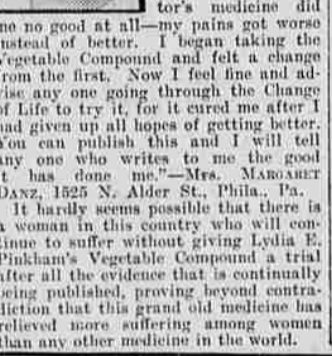 tor's medicine did
me no good at all—my pains got worse
instead of better. I began taking the
Vegetable Compound and felt a change
from the first. Now I feel fine and ad-
vise any one going through the Change
of Life to try it, for it cured me after I
had given up all hopes of getting better.
You can publish this and I will tell
any one who writes to me the good
it has done me."—Mrs. MARGARET
DANZ, 1525 N. Alder St., Phila., Pa.
It hardly seems possible that there is
a woman in this country who will con-
tinue to suffer without giving Lydia E.
Pinkham's Vegetable Compound a trial
after all the evidence that is continually
being published, proving beyond contra-
diction that this grand old medicine has
relieved more suffering among women
than any other medicine in the world.